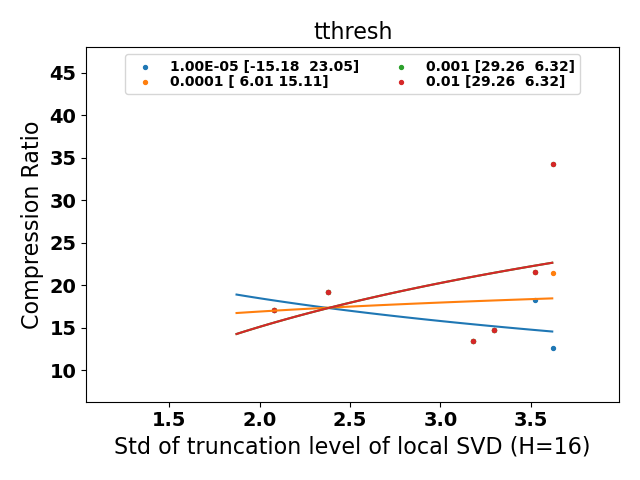 tthresh
1.00E-05 [-15.18  23.05]
0.0001 [ 6.01 15.11]
0.001 [29.26  6.32]
0.01 [29.26  6.32]
Compression Ratio
45
40
35
30
25
20
15
10
1.5 2.0 2.5 3.0 3.5
Std of truncation level of local SVD (H=16)